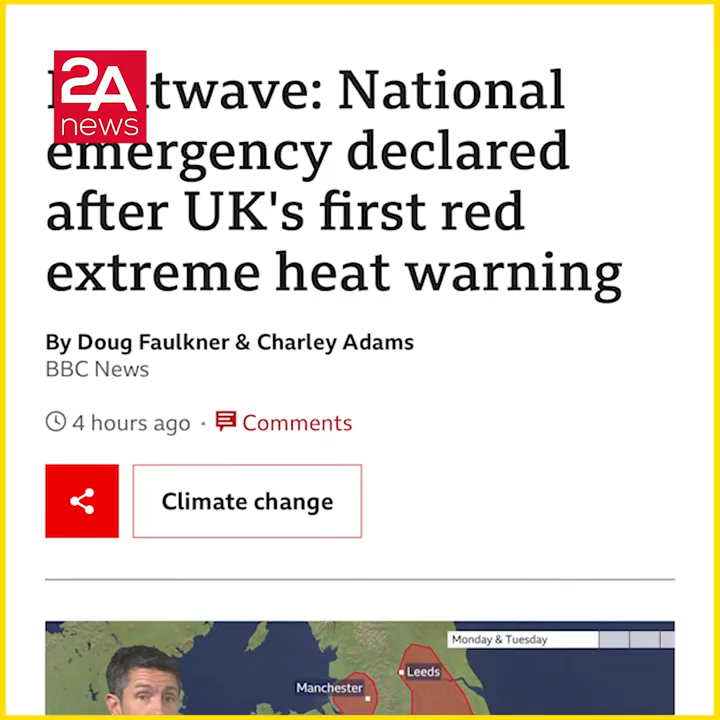 2A
news
twave: National
emergency declared
after UK's first red
extreme heat warning
By Doug Faulkner & Charley Adams
BBC News
4 hours ago · Comments
Climate change
Monday & Tuesday
Leeds
Manchester